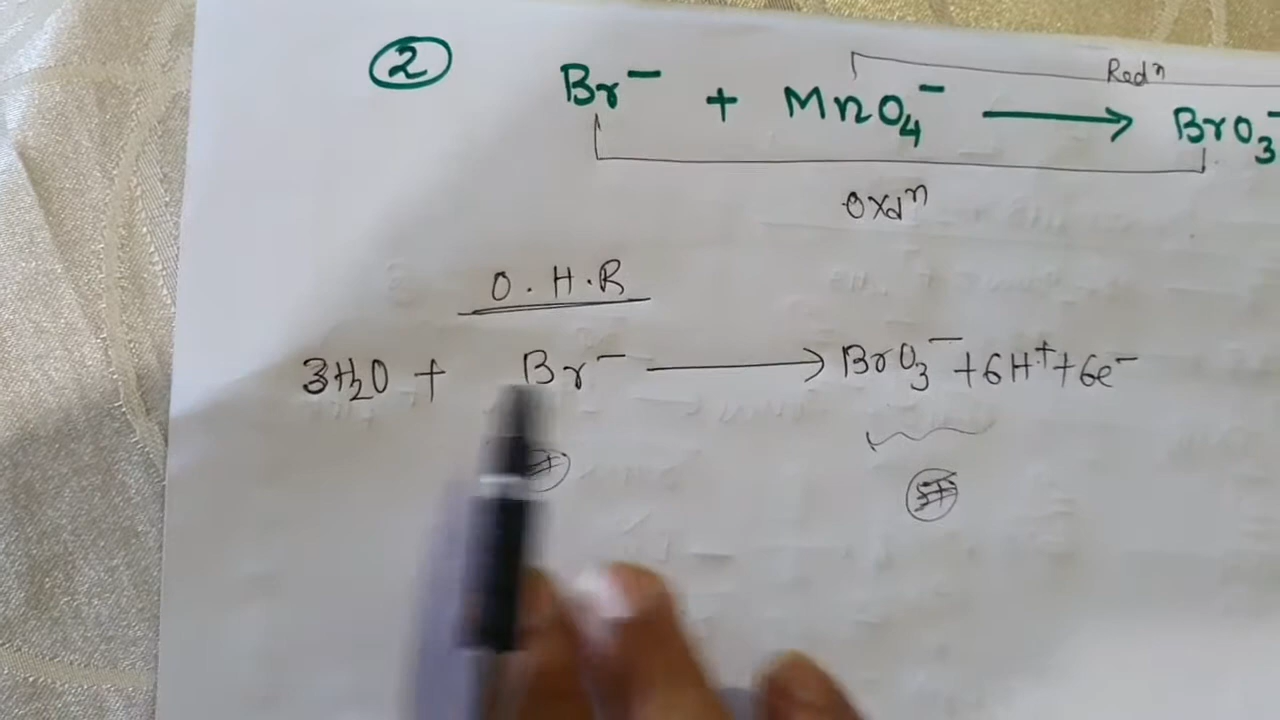 2 Br⁻ + MnO₄⁻ ⟶ BrO₃⁻
Redⁿ
Oxdⁿ
O.H.R
3H₂O + Br⁻ ⟶ BrO₃⁻ + 6H⁺ + 6e⁻